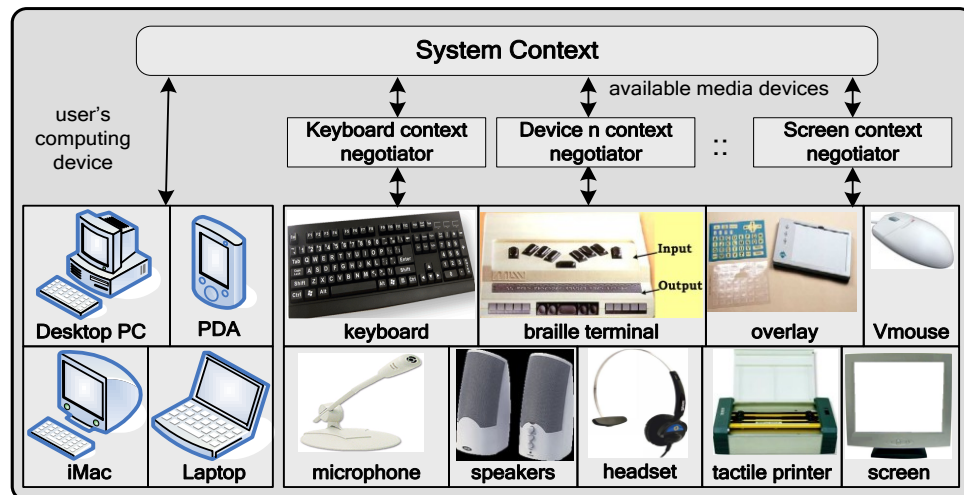 System Context
user's
computing
device
available media devices
Keyboard context
negotiator
Device n context
negotiator
::
Screen context
negotiator
Input
Output
Desktop PC
PDA
keyboard
braille terminal
overlay
Vmouse
iMac
Laptop
microphone
speakers
headset
tactile printer
screen